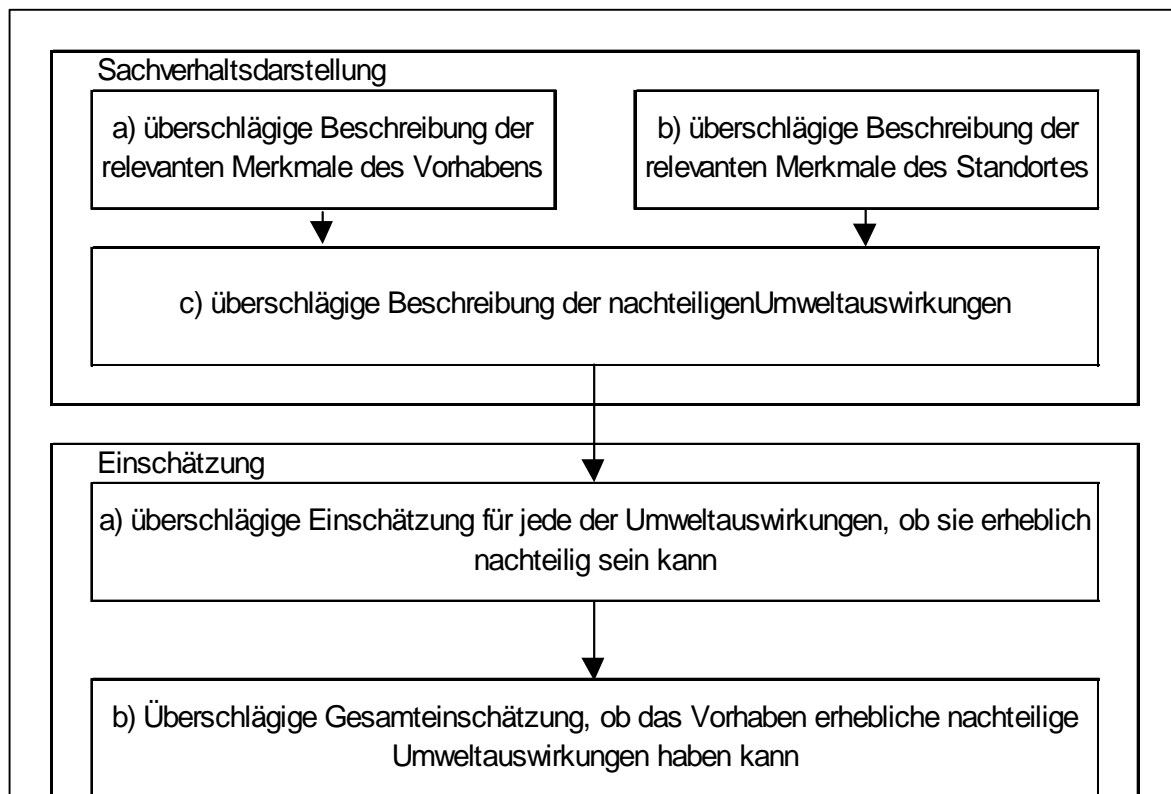 Sachverhaltsdarstellung
a) überschlägige Beschreibung der
relevanten Merkmale des Vorhabens
b) überschlägige Beschreibung der
relevanten Merkmale des Standortes
c) überschlägige Beschreibung der nachteiligenUmweltauswirkungen
Einschätzung
a) überschlägige Einschätzung für jede der Umweltauswirkungen, ob sie erheblich
nachteilig sein kann
b) Überschlägige Gesamteinschätzung, ob das Vorhaben erhebliche nachteilige
Umweltauswirkungen haben kann